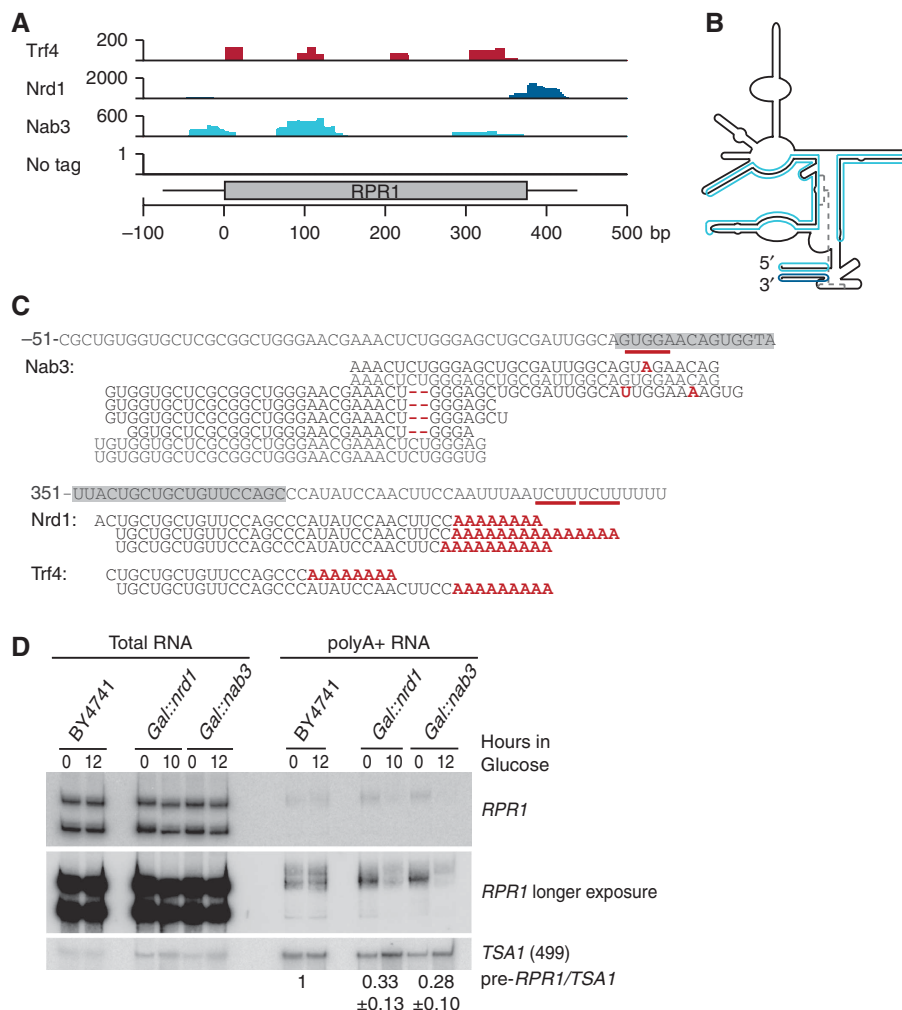 A
Trf4
200
Nrd1
2000
Nab3
600
No tag
1
RPR1
–100 0 100 200 300 400 500 bp
B
5′
3′
C
–51-CGCUGUGGUGCUCGCGGCUGGGAACGAAACUCUGGGAGCUGCGAUUGGCAGUGGAACAGUGGUA
Nab3:
AAACUCUGGGAGCUGCGAUUGGCAGUAGAACAG
AAACUCUGGGAGCUGCGAUUGGCAGUGGAACAG
GUGGUGCUCGCGGCUGGGAACGAAACU--GGGAGCUGCGAUUGGCAUUGGAAAAGUG
GUGGUGCUCGCGGCUGGGAACGAAACU--GGGAGC
GUGGUGCUCGCGGCUGGGAACGAAACU--GGGAGCU
GGUGCUCGCGGCUGGGAACGAAACU--GGGA
UGUGGUGCUCGCGGCUGGGAACGAAACUCUGGGAG
UGUGGUGCUCGCGGCUGGGAACGAAACUCUGGGUG
351 –UUACUGCUGCUGUUCCAGCCCAUAUCCAACUUCCAAUUUAAUCUUUCUUUUUU
Nrd1:
ACUGCUGCUGUUCCAGCCCAUAUCCAACUUCCAAAAAAAA
UGCUGCUGUUCCAGCCCAUAUCCAACUUCCAAAAAAAAAAAAAAA
UGCUGCUGUUCCAGCCCAUAUCCAACUUCAAAAAAAAAA
Trf4:
CUGCUGCUGUUCCAGCCCAAAAAAAA
UGCUGCUGUUCCAGCCCAUAUCCAACUUCCAAAAAAAAA
D
Total RNA polyA+ RNA
BY4741 Gal::nrd1 Gal::nab3 BY4741 Gal::nrd1 Gal::nab3
0 12 0 10 0 12 0 12 0 10 0 12
Hours in
Glucose
RPR1
RPR1 longer exposure
TSA1 (499)
1 0.33 ±0.13 0.28 ±0.10 pre-RPR1/TSA1